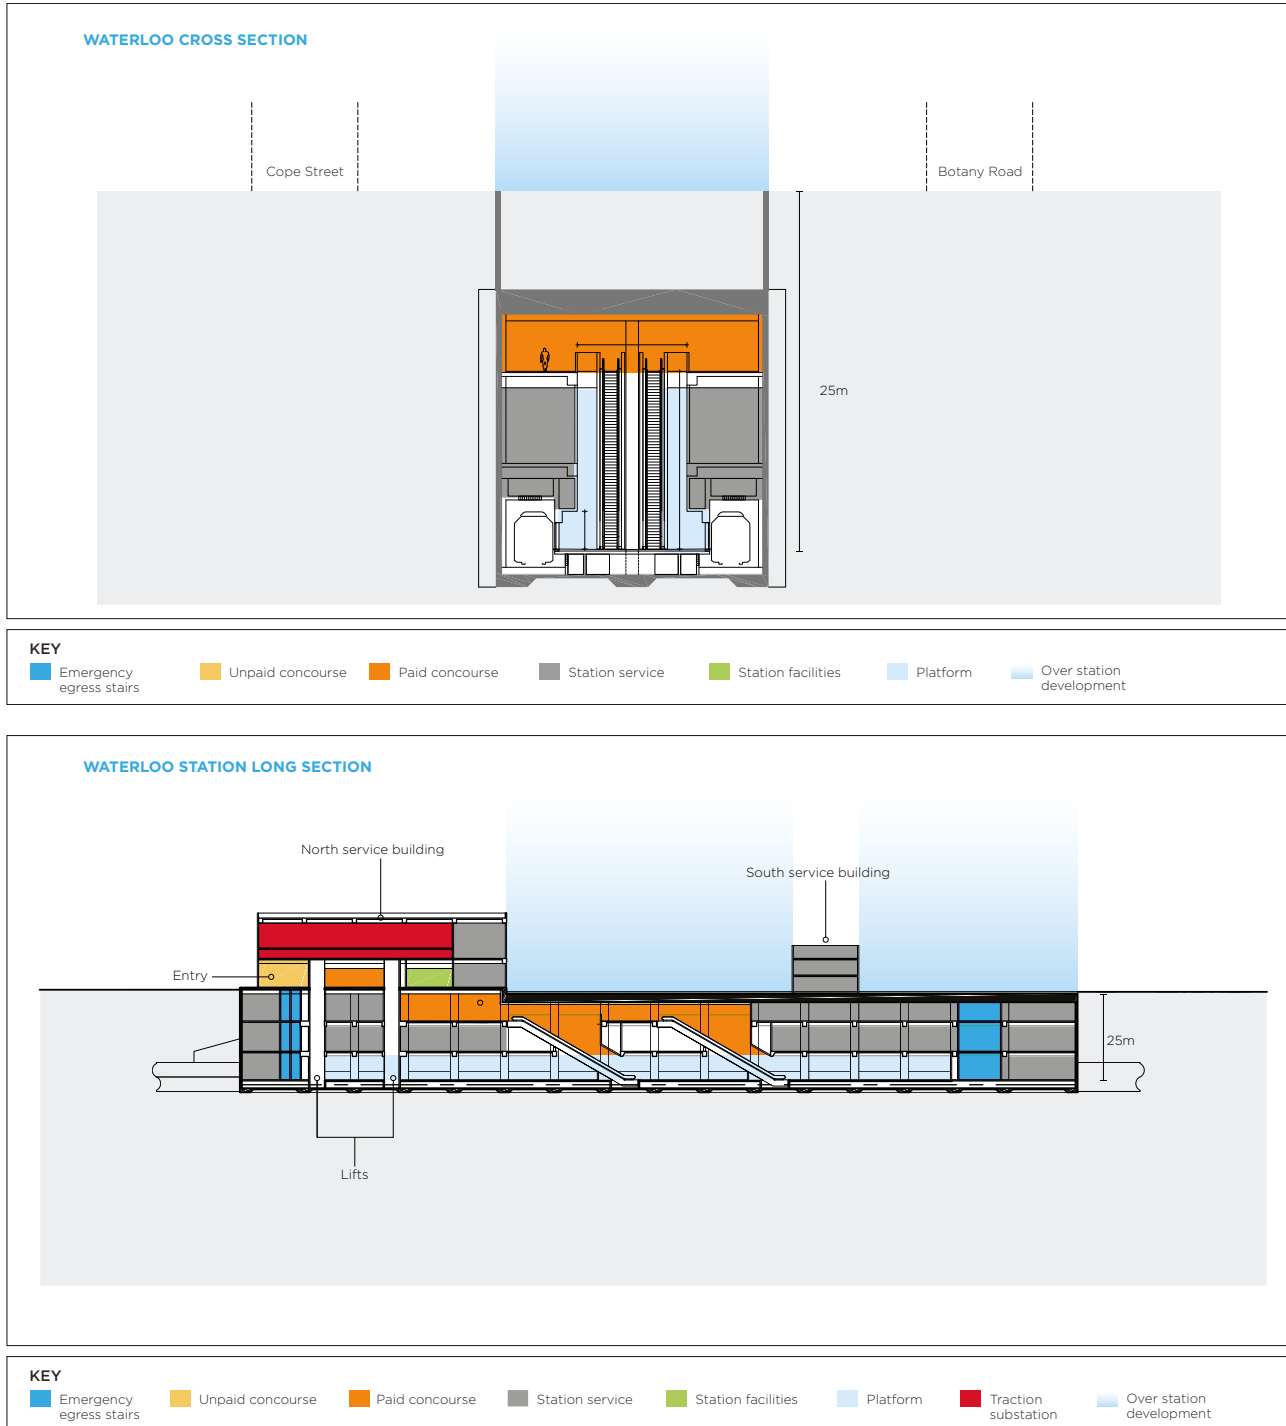 WATERLOO CROSS SECTION
Cope Street
Botany Road
25m
KEY
Emergency
egress stairs
Unpaid concourse
Paid concourse
Station service
Station facilities
Platform
Over station
development
WATERLOO STATION LONG SECTION
North service building
South service building
Entry
25m
Lifts
KEY
Emergency
egress stairs
Unpaid concourse
Paid concourse
Station service
Station facilities
Platform
Traction
substation
Over station
development